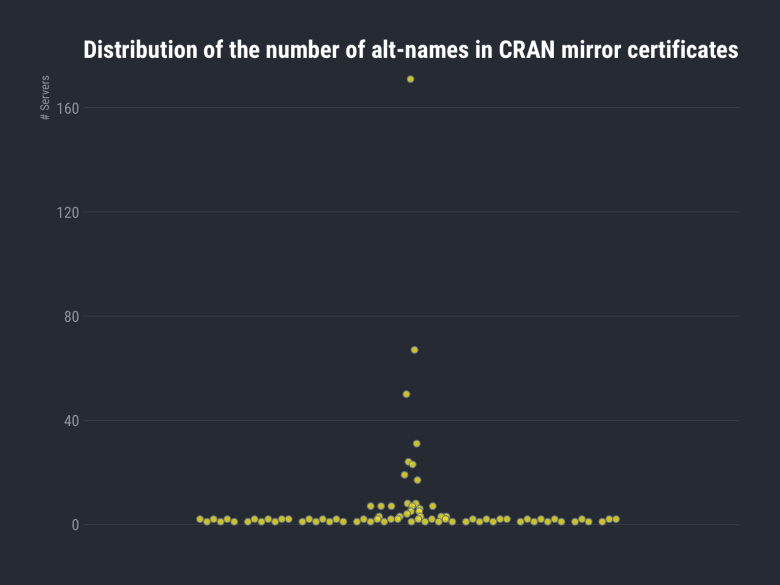 Distribution of the number of alt-names in CRAN mirror certificates
# Servers
160
120
80
40
0